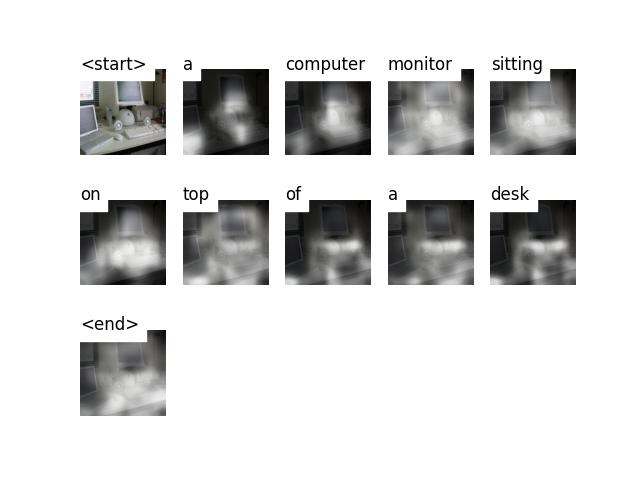 <start> a computer monitor sitting
on top of a desk
<end>